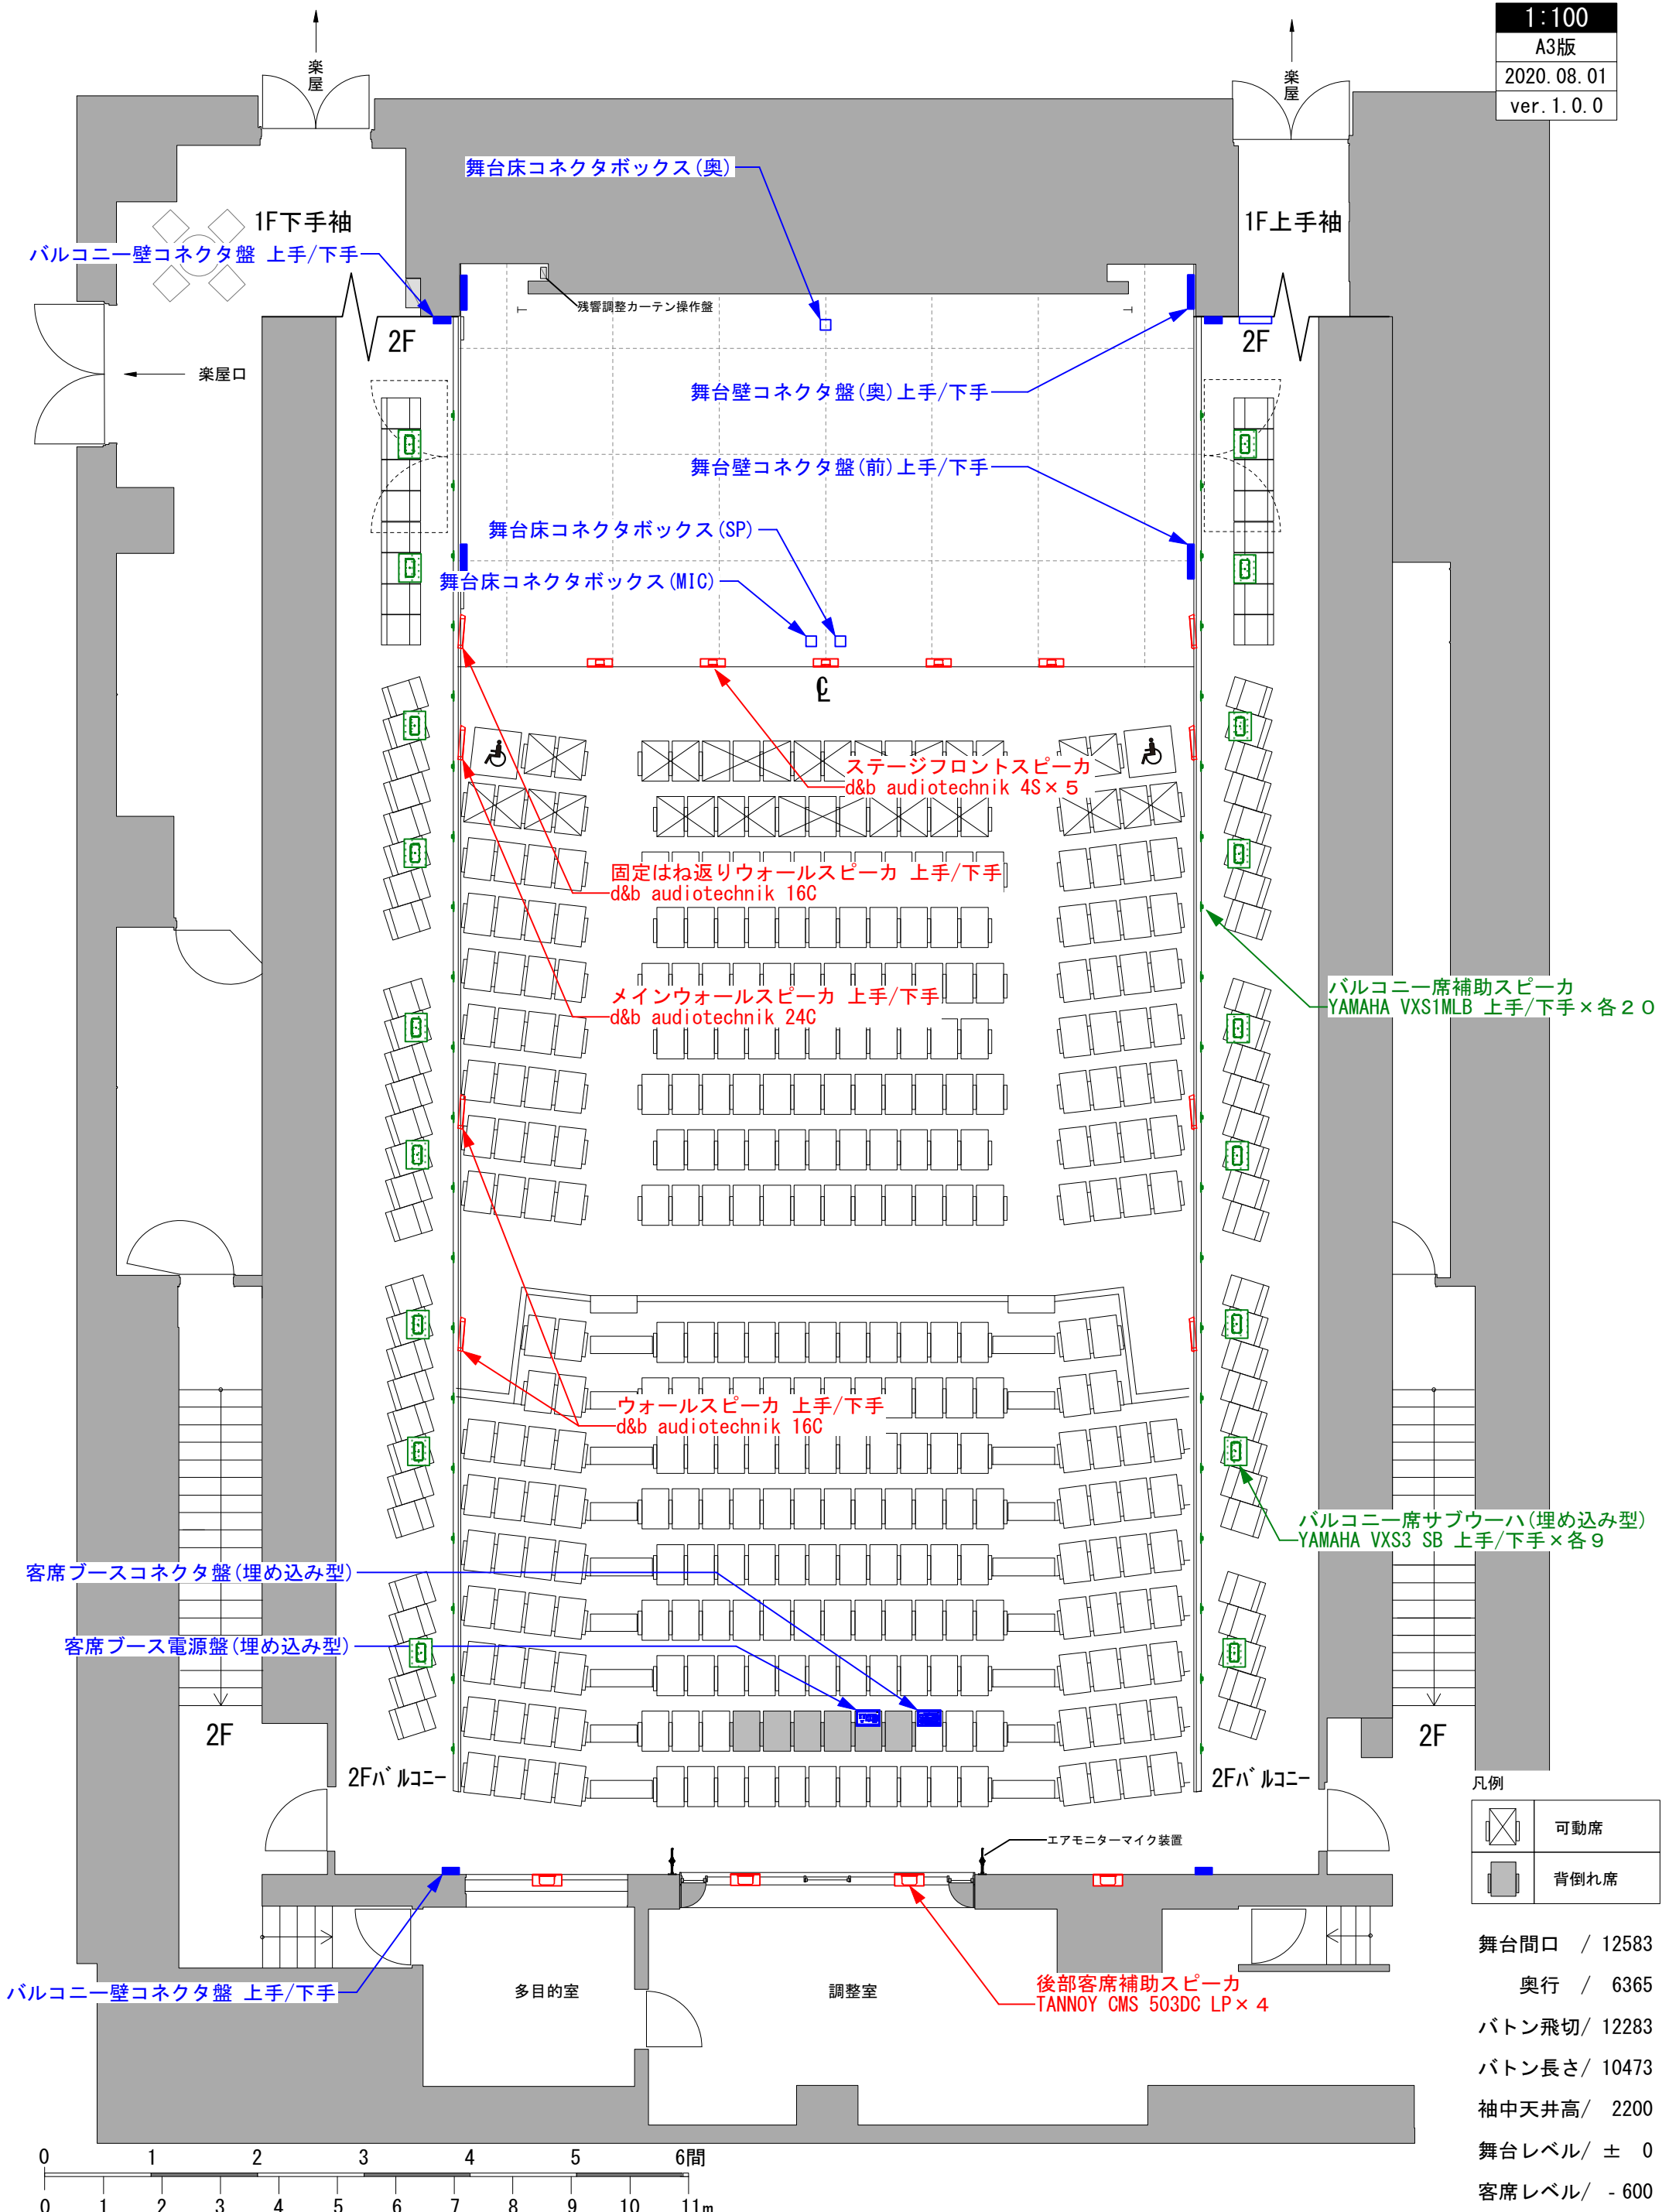 1:100
A3版
2020.08.01
ver.1.0.0
楽屋
楽屋
舞台床コネクタボックス(奥)
1F下手袖
1F上手袖
バルコニー壁コネクタ盤 上手/下手
残響調整カーテン操作盤
2F
2F
楽屋口
舞台壁コネクタ盤(奥)上手/下手
舞台壁コネクタ盤(前)上手/下手
舞台床コネクタボックス(SP)
舞台床コネクタボックス(MIC)
℄
ステージフロントスピーカ
d&b audiotechnik 4S×５
固定はね返りウォールスピーカ 上手/下手
d&b audiotechnik 16C
メインウォールスピーカ 上手/下手
d&b audiotechnik 24C
バルコニー席補助スピーカ
YAMAHA VXS1MLB 上手/下手×各２０
ウォールスピーカ 上手/下手
d&b audiotechnik 16C
バルコニー席サブウーハ(埋め込み型)
YAMAHA VXS3 SB 上手/下手×各９
客席ブースコネクタ盤(埋め込み型)
客席ブース電源盤(埋め込み型)
2F
2F
2Fバルコニー
2Fバルコニー
凡例
可動席
背倒れ席
エアモニターマイク装置
多目的室
調整室
バルコニー壁コネクタ盤 上手/下手
後部客席補助スピーカ
TANNOY CMS 503DC LP×４
舞台間口 / 12583
奥行 / 6365
バトン飛切/ 12283
バトン長さ/ 10473
袖中天井高/ 2200
舞台レベル/ ± 0
客席レベル/ -600
0 1 2 3 4 5 6間
0 1 2 3 4 5 6 7 8 9 10 11m